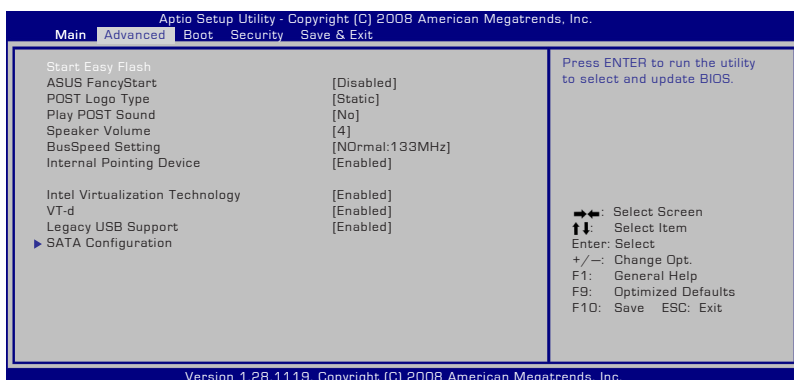 Aptio Setup Utility - Copyright (C) 2008 American Megatrends, Inc.
Main Advanced Boot Security Save & Exit
Start Easy Flash
ASUS FancyStart [Disabled]
POST Logo Type [Static]
Play POST Sound [No]
Speaker Volume [4]
BusSpeed Setting [NOrmal:133MHz]
Internal Pointing Device [Enabled]
Intel Virtualization Technology [Enabled]
VT-d [Enabled]
Legacy USB Support [Enabled]
SATA Configuration
Press ENTER to run the utility
to select and update BIOS.
→←: Select Screen
↑↓: Select Item
Enter: Select
+/—: Change Opt.
F1: General Help
F9: Optimized Defaults
F10: Save ESC: Exit
Version 1.28.1119. Copyright (C) 2008 American Megatrends, Inc.